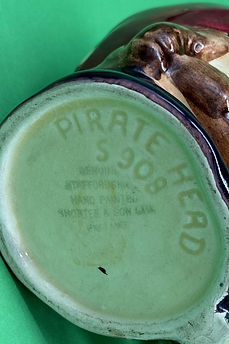 PIRATE HEAD
S 908
GENUINE
STAFFORDSHIRE
HAND PAINTED
SHORTER & SON LTD.
ENGLAND